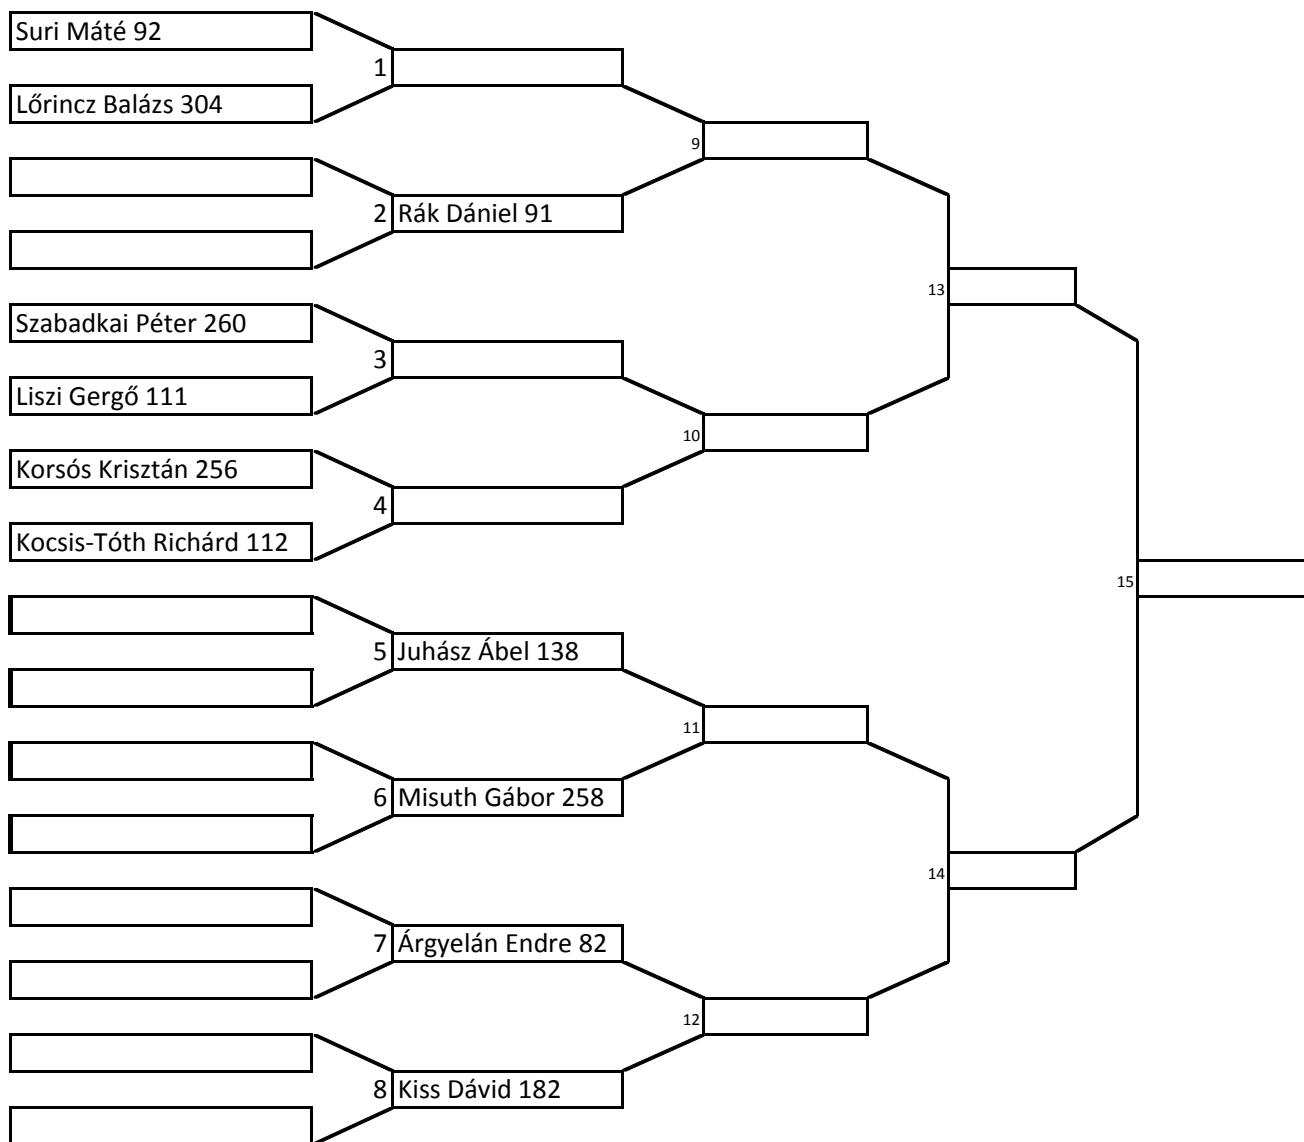 Suri Máté 92
1
Lőrincz Balázs 304
9
2 Rák Dániel 91
13
Szabadkai Péter 260
3
Liszi Gergő 111
10
Korsós Krisztán 256
4
Kocsis-Tóth Richárd 112
15
5 Juhász Ábel 138
11
6 Misuth Gábor 258
14
7 Árgyelán Endre 82
12
8 Kiss Dávid 182